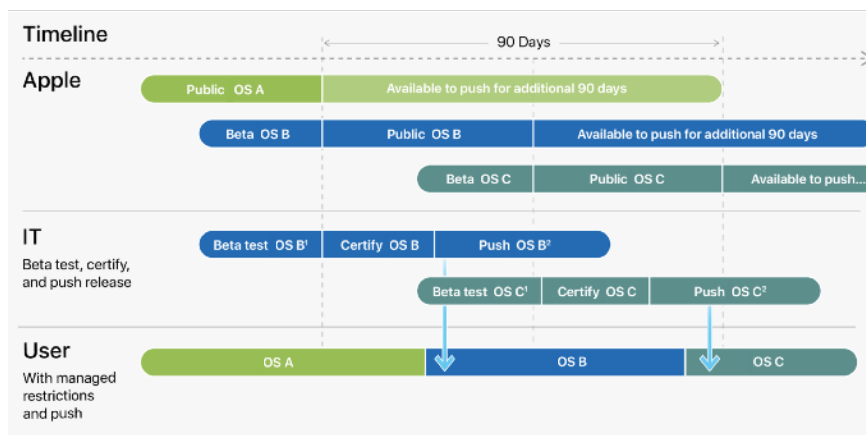 Timeline
90 Days
Apple
Public OS A
Available to push for additional 90 days
Beta OS B
Public OS B
Available to push for additional 90 days
Beta OS C
Public OS C
Available to push...
IT
Beta test, certify,
and push release
Beta test OS B¹
Certify OS B
Push OS B²
Beta test OS C¹
Certify OS C
Push OS C²
User
With managed
restrictions
and push
OS A
OS B
OS C